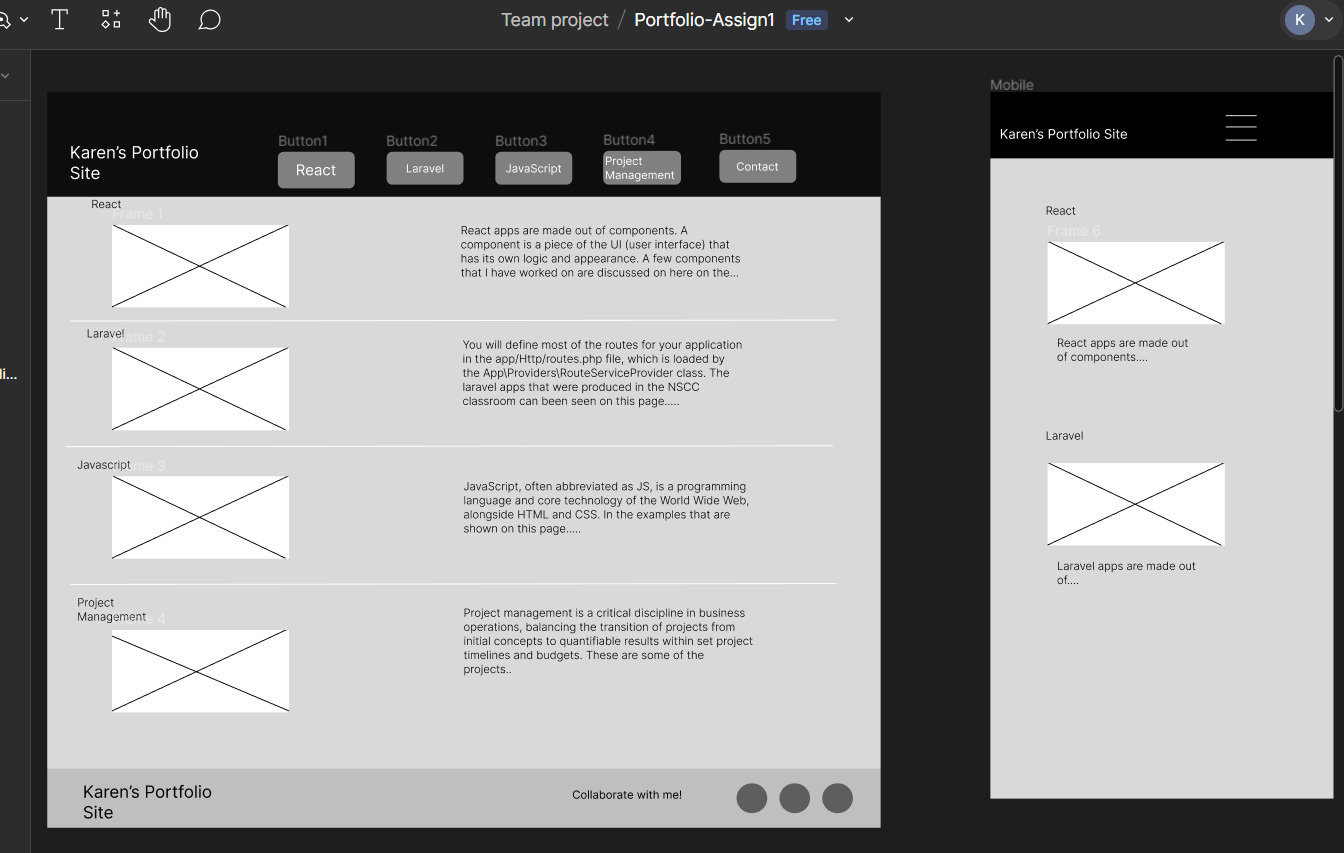 Team project / Portfolio-Assign1 Free
K
Mobile
li...
Button1
Button2
Button3
Button4
Button5
Karen's Portfolio
Site
React
Laravel
JavaScript
Project
Management
Contact
React
Frame 1
React apps are made out of components. A
component is a piece of the UI (user interface) that
has its own logic and appearance. A few components
that I have worked on are discussed on here on the...
Laravel
Frame 2
You will define most of the routes for your application
in the app/Http/routes.php file, which is loaded by
the App\Providers\RouteServiceProvider class. The
laravel apps that were produced in the NSCC
classroom can been seen on this page.....
Javascript
Frame 3
JavaScript, often abbreviated as JS, is a programming
language and core technology of the World Wide Web,
alongside HTML and CSS. In the examples that are
shown on this page.....
Project
Management
Frame 4
Project management is a critical discipline in business
operations, balancing the transition of projects from
initial concepts to quantifiable results within set project
timelines and budgets. These are some of the
projects..
Karen's Portfolio
Site
Collaborate with me!
Karen's Portfolio Site
React
Frame 6
React apps are made out
of components....
Laravel
Laravel apps are made out
of....